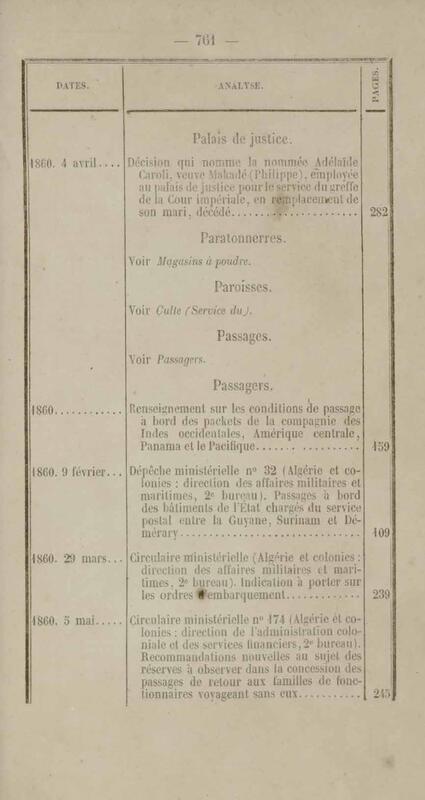 — 761 —
DATES.
ANALYSE.
PAGES.
Palais de justice.
1860. 4 avril.... Décision qui nomme la nommée Adélaïde
Caroli, veuve Makadé (Philippe), employée
au palais de justice pour le service du greffe
de la Cour impériale, en remplacement de
son mari, décédé.................... 282
Paratonnerres.
Voir Magasins à poudre.
Paroisses.
Voir Culte (Service du).
Passages.
Voir Passagers.
Passagers.
1860........... Renseignement sur les conditions de passage
à bord des packets de la compagnie des
Indes occidentales, Amérique centrale,
Panama et le Pacifique................ 159
1860. 9 février... Dépêche ministérielle n° 32 (Algérie et co-
lonies : direction des affaires militaires et
maritimes, 2e bureau). Passages à bord
des bâtiments de l'État chargés du service
postal entre la Guyane, Surinam et Dé-
mérary............................ 109
1860. 29 mars... Circulaire ministérielle (Algérie et colonies :
direction des affaires militaires et mari-
times, 2e bureau). Indication à porter sur
les ordres d'embarquement............ 239
1860. 5 mai..... Circulaire ministérielle n° 174 (Algérie et co-
lonies : direction de l'administration colo-
niale et des services financiers, 2e bureau).
Recommandations nouvelles au sujet des
réserves à observer dans la concession des
passages de retour aux familles de fonc-
tionnaires voyageant sans eux.......... 245